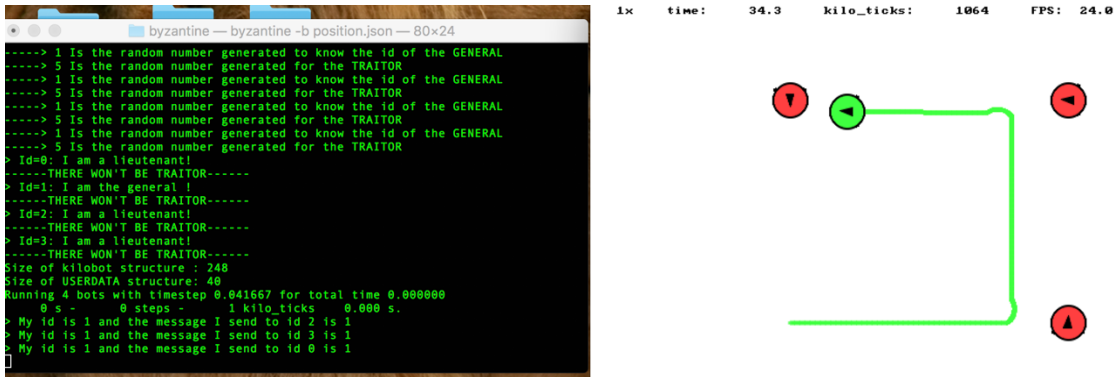 byzantine — byzantine -b position.json — 80×24
-----> 1 Is the random number generated to know the id of the GENERAL
-----> 5 Is the random number generated for the TRAITOR
-----> 1 Is the random number generated to know the id of the GENERAL
-----> 5 Is the random number generated for the TRAITOR
-----> 1 Is the random number generated to know the id of the GENERAL
-----> 5 Is the random number generated for the TRAITOR
-----> 1 Is the random number generated to know the id of the GENERAL
-----> 5 Is the random number generated for the TRAITOR
> Id=0: I am a lieutenant!
------THERE WON'T BE TRAITOR------
> Id=1: I am the general !
------THERE WON'T BE TRAITOR------
> Id=2: I am a lieutenant!
------THERE WON'T BE TRAITOR------
> Id=3: I am a lieutenant!
------THERE WON'T BE TRAITOR------
Size of kilobot structure : 248
Size of USERDATA structure: 40
Running 4 bots with timestep 0.041667 for total time 0.000000
0 s - 0 steps - 1 kilo_ticks 0.000 s.
> My id is 1 and the message I send to id 2 is 1
> My id is 1 and the message I send to id 3 is 1
> My id is 1 and the message I send to id 0 is 1
1x time: 34.3 kilo_ticks: 1064 FPS: 24.0